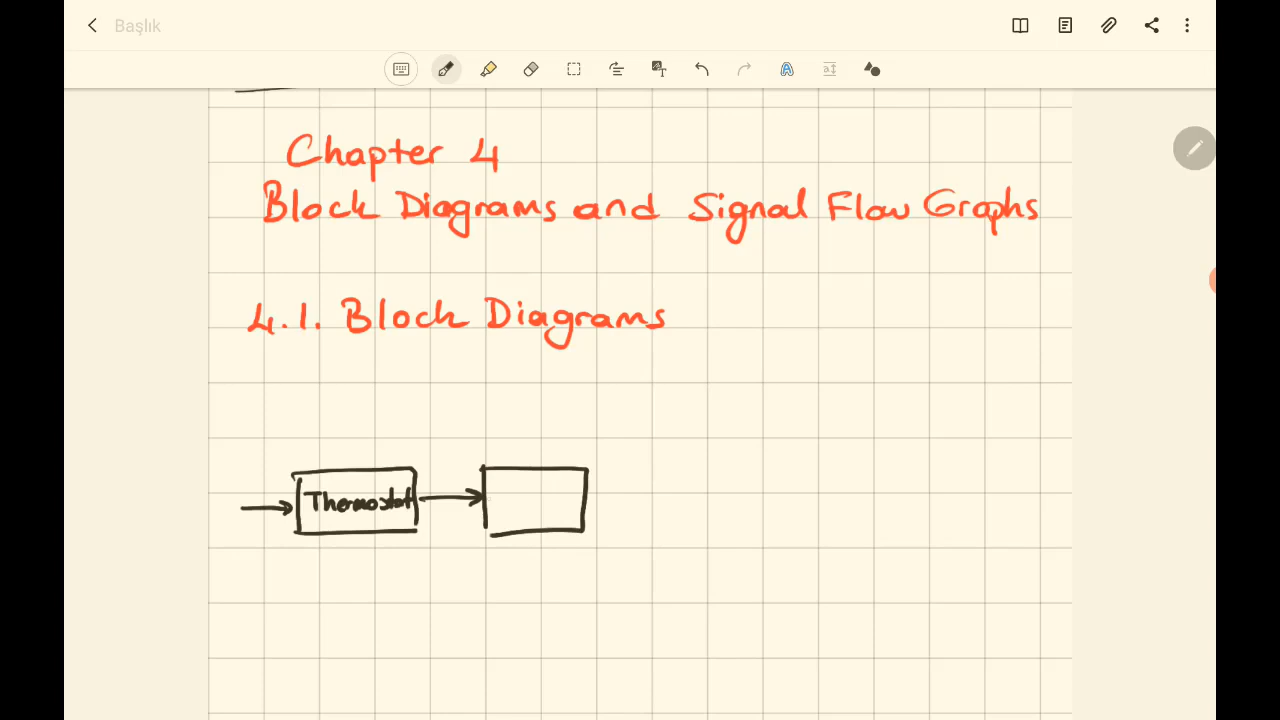 Başlık
Chapter 4
Block Diagrams and Signal Flow Graphs
4.1. Block Diagrams
Thermostat